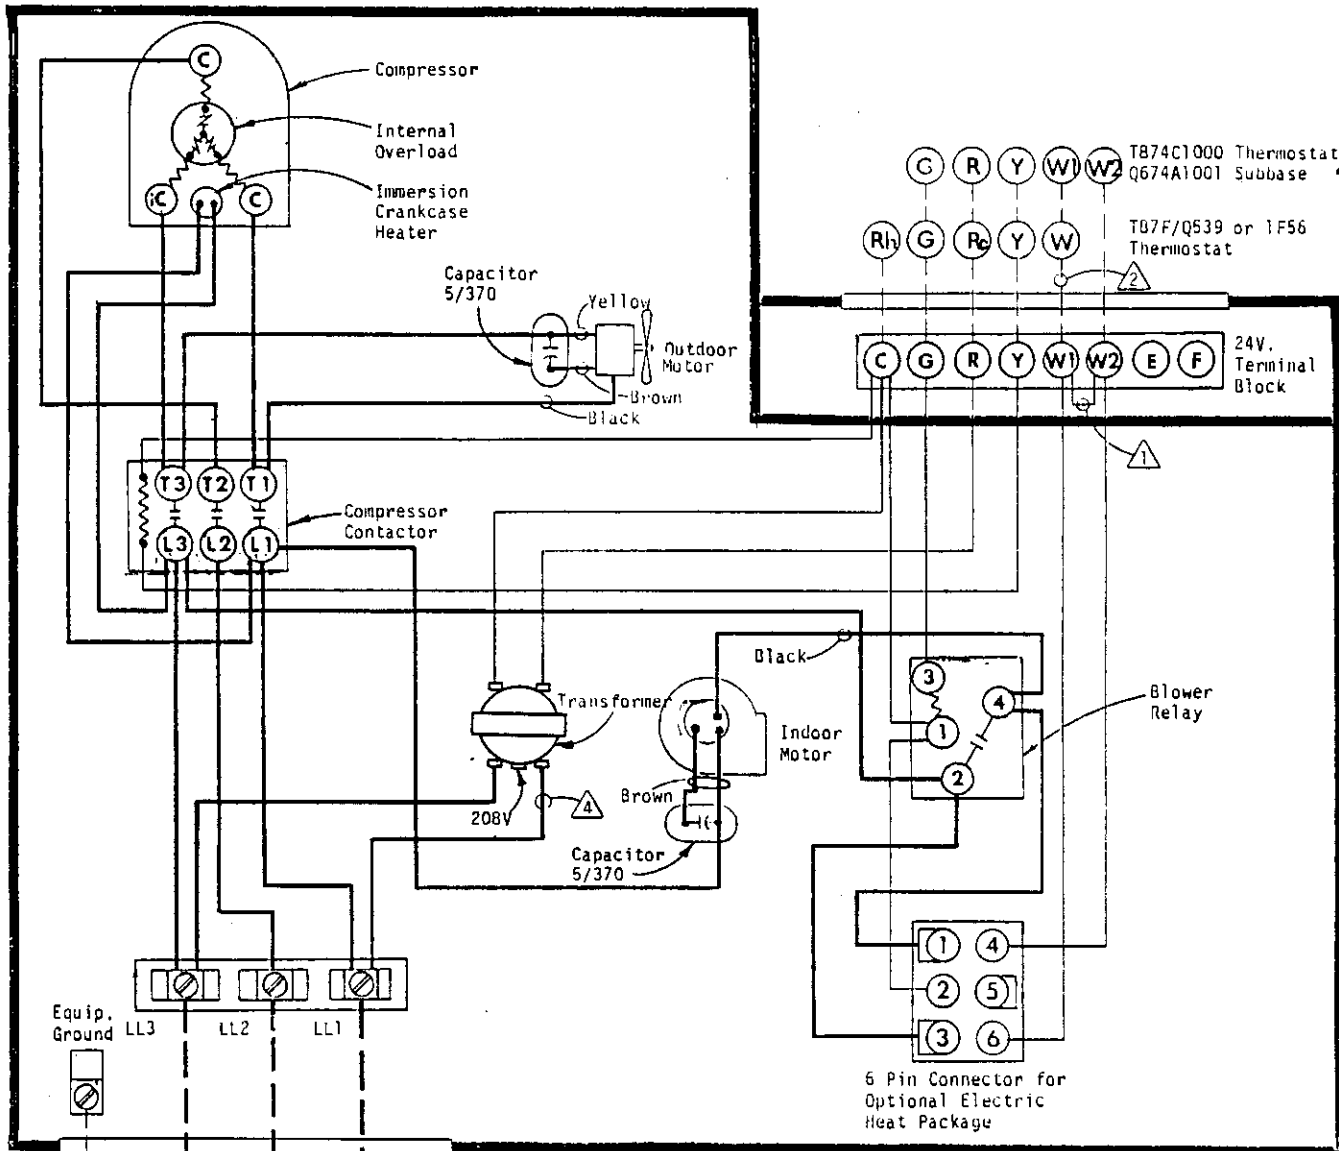 C
Compressor
Internal
Overload
iC
C
Immersion
Crankcase
Heater
G R Y W1 W2
T874C1000 Thermostat
Q674A1001 Subbase
Rh G Rc Y W
T87F/Q539 or 1F56
Thermostat
2
Capacitor
5/370
Yellow
Outdoor
Motor
Brown
Black
C G R Y W1 W2 E F
24V.
Terminal
Block
1
T3 T2 T1
L3 L2 L1
Compressor
Contactor
Black
3
4
1
2
Blower
Relay
Transformer
Indoor
Motor
208V
4
Brown
Capacitor
5/370
1 4
2 5
3 6
Equip.
Ground
LL3
LL2
LL1
6 Pin Connector for
Optional Electric
Heat Package